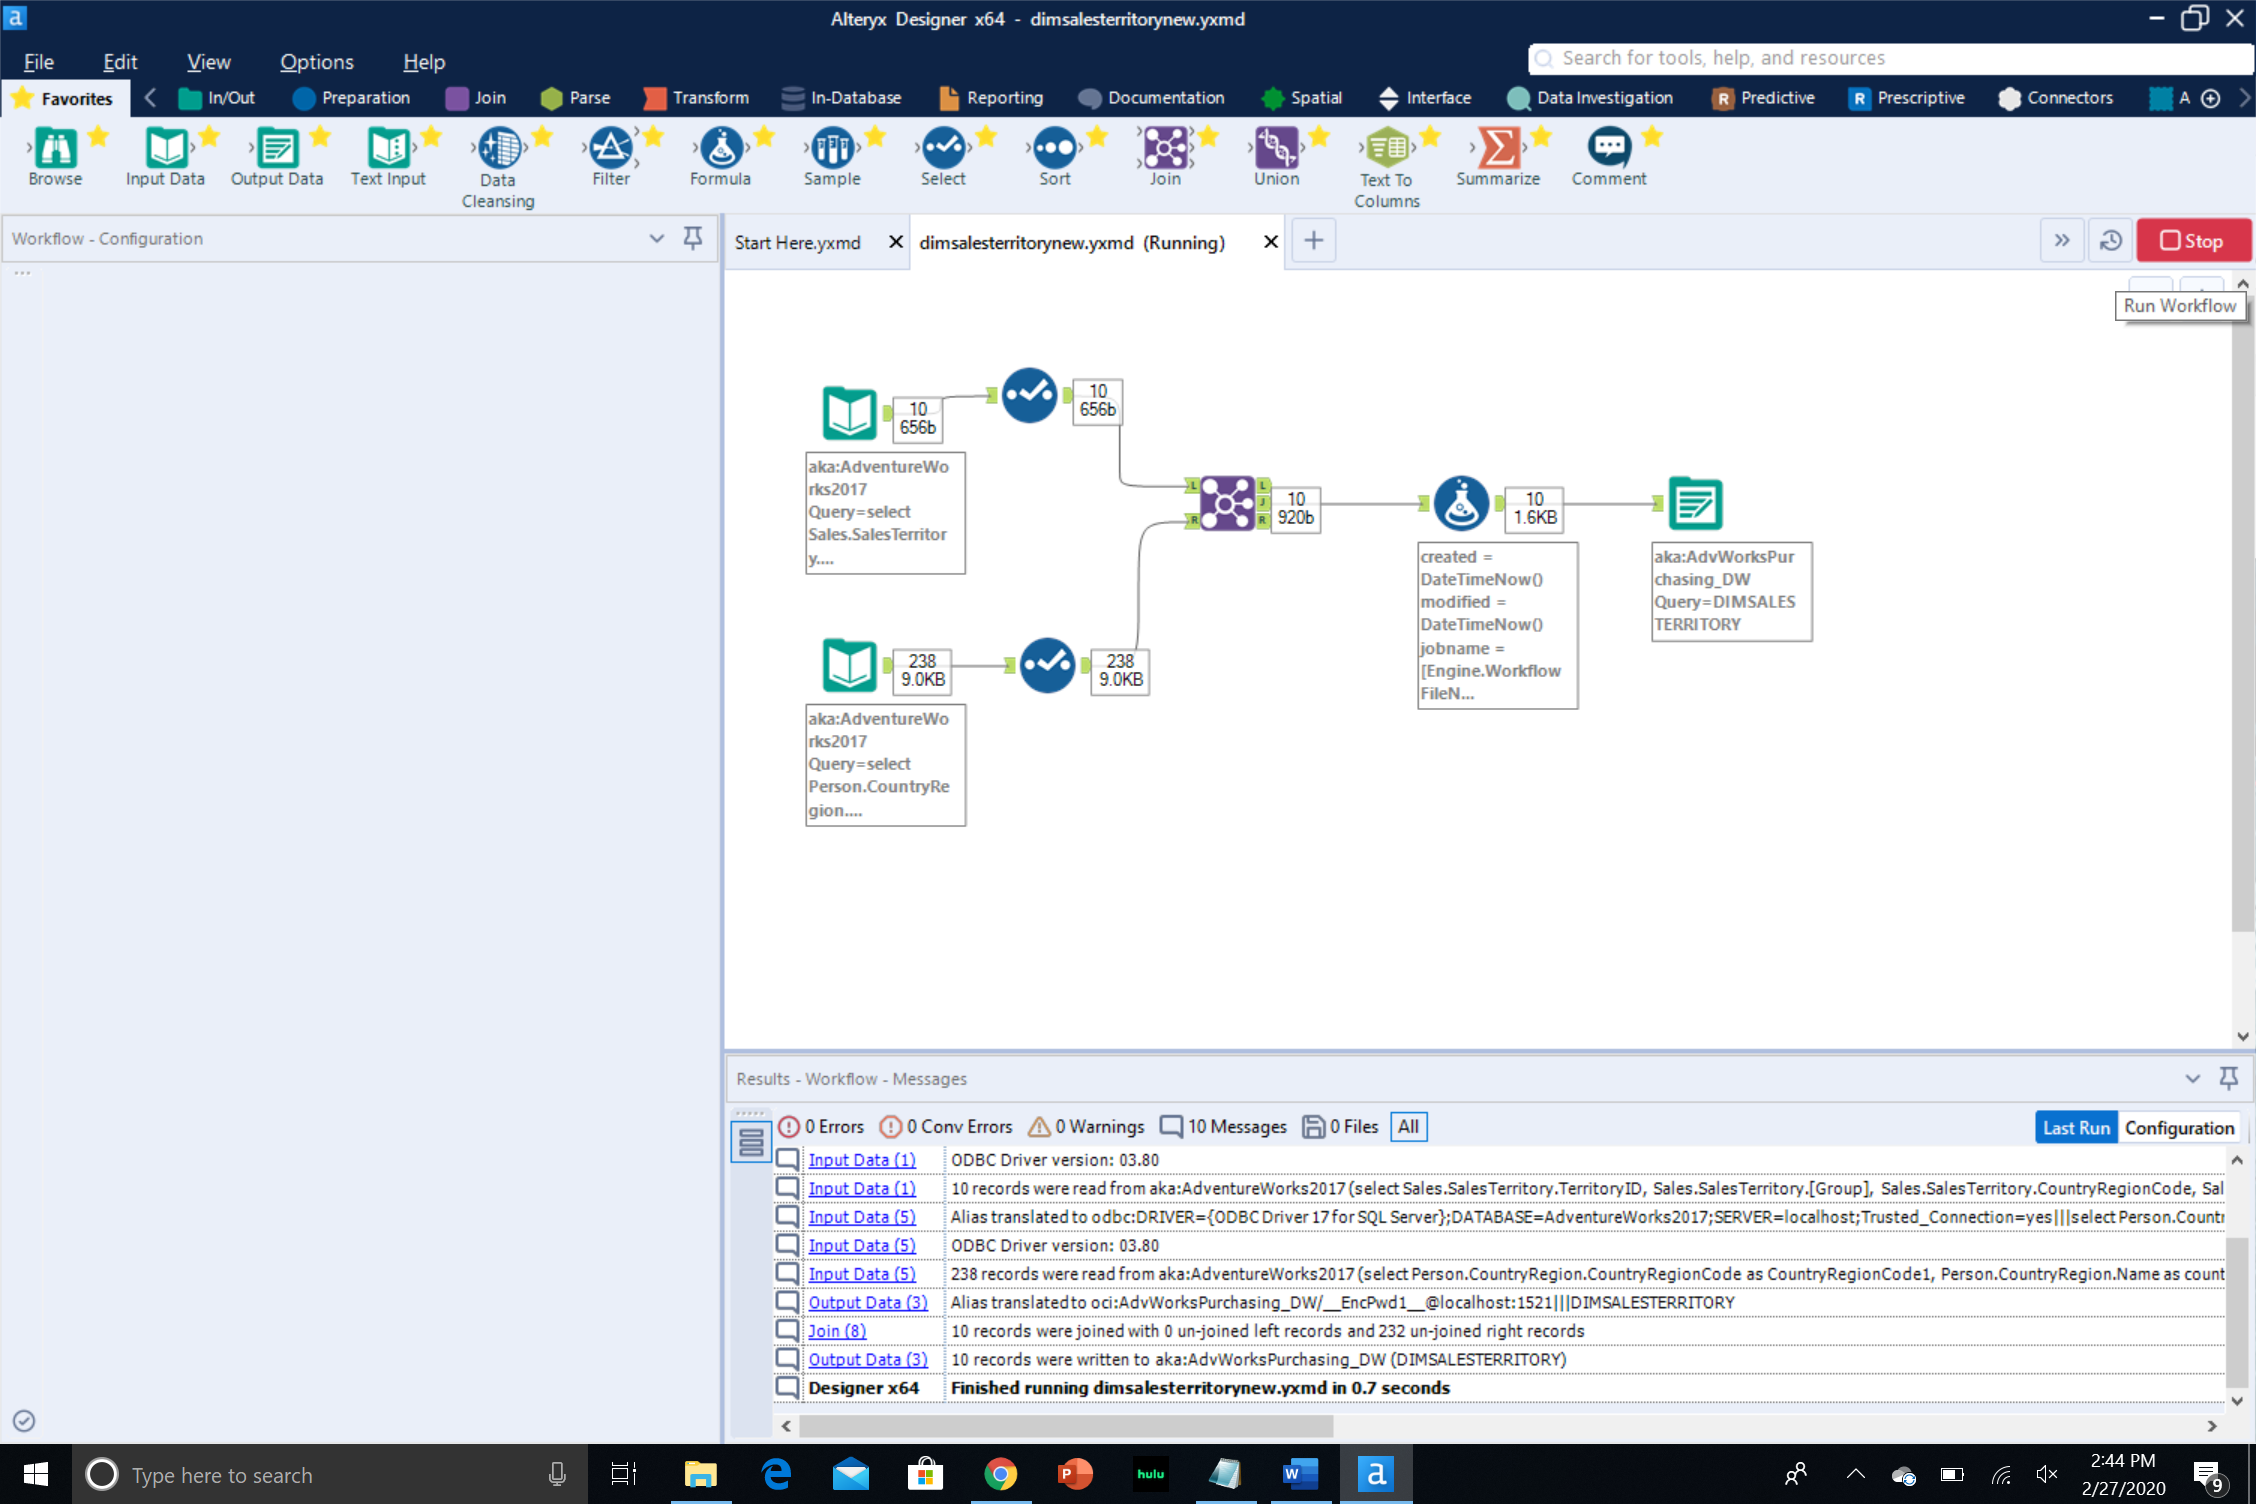 Alteryx Designer x64 - dimsalesterritorynew.yxmd
File Edit View Options Help
Search for tools, help, and resources
Favorites In/Out Preparation Join Parse Transform In-Database Reporting Documentation Spatial Interface Data Investigation Predictive Prescriptive Connectors A
Browse Input Data Output Data Text Input Data Cleansing Filter Formula Sample Select Sort Join Union Text To Columns Summarize Comment
Workflow - Configuration
Start Here.yxmd
dimsalesterritorynew.yxmd (Running)
Stop
Run Workflow
10
656b
10
656b
aka:AdventureWo
rks2017
Query=select
Sales.SalesTerritor
y....
L
R
L
J
R
10
920b
10
1.6KB
created =
DateTimeNow()
modified =
DateTimeNow()
jobname =
[Engine.Workflow
FileN...
aka:AdvWorksPur
chasing_DW
Query=DIMSALES
TERRITORY
238
9.0KB
238
9.0KB
aka:AdventureWo
rks2017
Query=select
Person.CountryRe
gion....
Results - Workflow - Messages
0 Errors 0 Conv Errors 0 Warnings 10 Messages 0 Files All
Last Run Configuration
Input Data (1) ODBC Driver version: 03.80
Input Data (1) 10 records were read from aka:AdventureWorks2017 (select Sales.SalesTerritory.TerritoryID, Sales.SalesTerritory.[Group], Sales.SalesTerritory.CountryRegionCode, Sal
Input Data (5) Alias translated to odbc:DRIVER={ODBC Driver 17 for SQL Server};DATABASE=AdventureWorks2017;SERVER=localhost;Trusted_Connection=yes|||select Person.Countr
Input Data (5) ODBC Driver version: 03.80
Input Data (5) 238 records were read from aka:AdventureWorks2017 (select Person.CountryRegion.CountryRegionCode as CountryRegionCode1, Person.CountryRegion.Name as count
Output Data (3) Alias translated to oci:AdvWorksPurchasing_DW/__EncPwd1__@localhost:1521|||DIMSALESTERRITORY
Join (8) 10 records were joined with 0 un-joined left records and 232 un-joined right records
Output Data (3) 10 records were written to aka:AdvWorksPurchasing_DW (DIMSALESTERRITORY)
Designer x64 Finished running dimsalesterritorynew.yxmd in 0.7 seconds
Type here to search
hulu
2:44 PM
2/27/2020
9